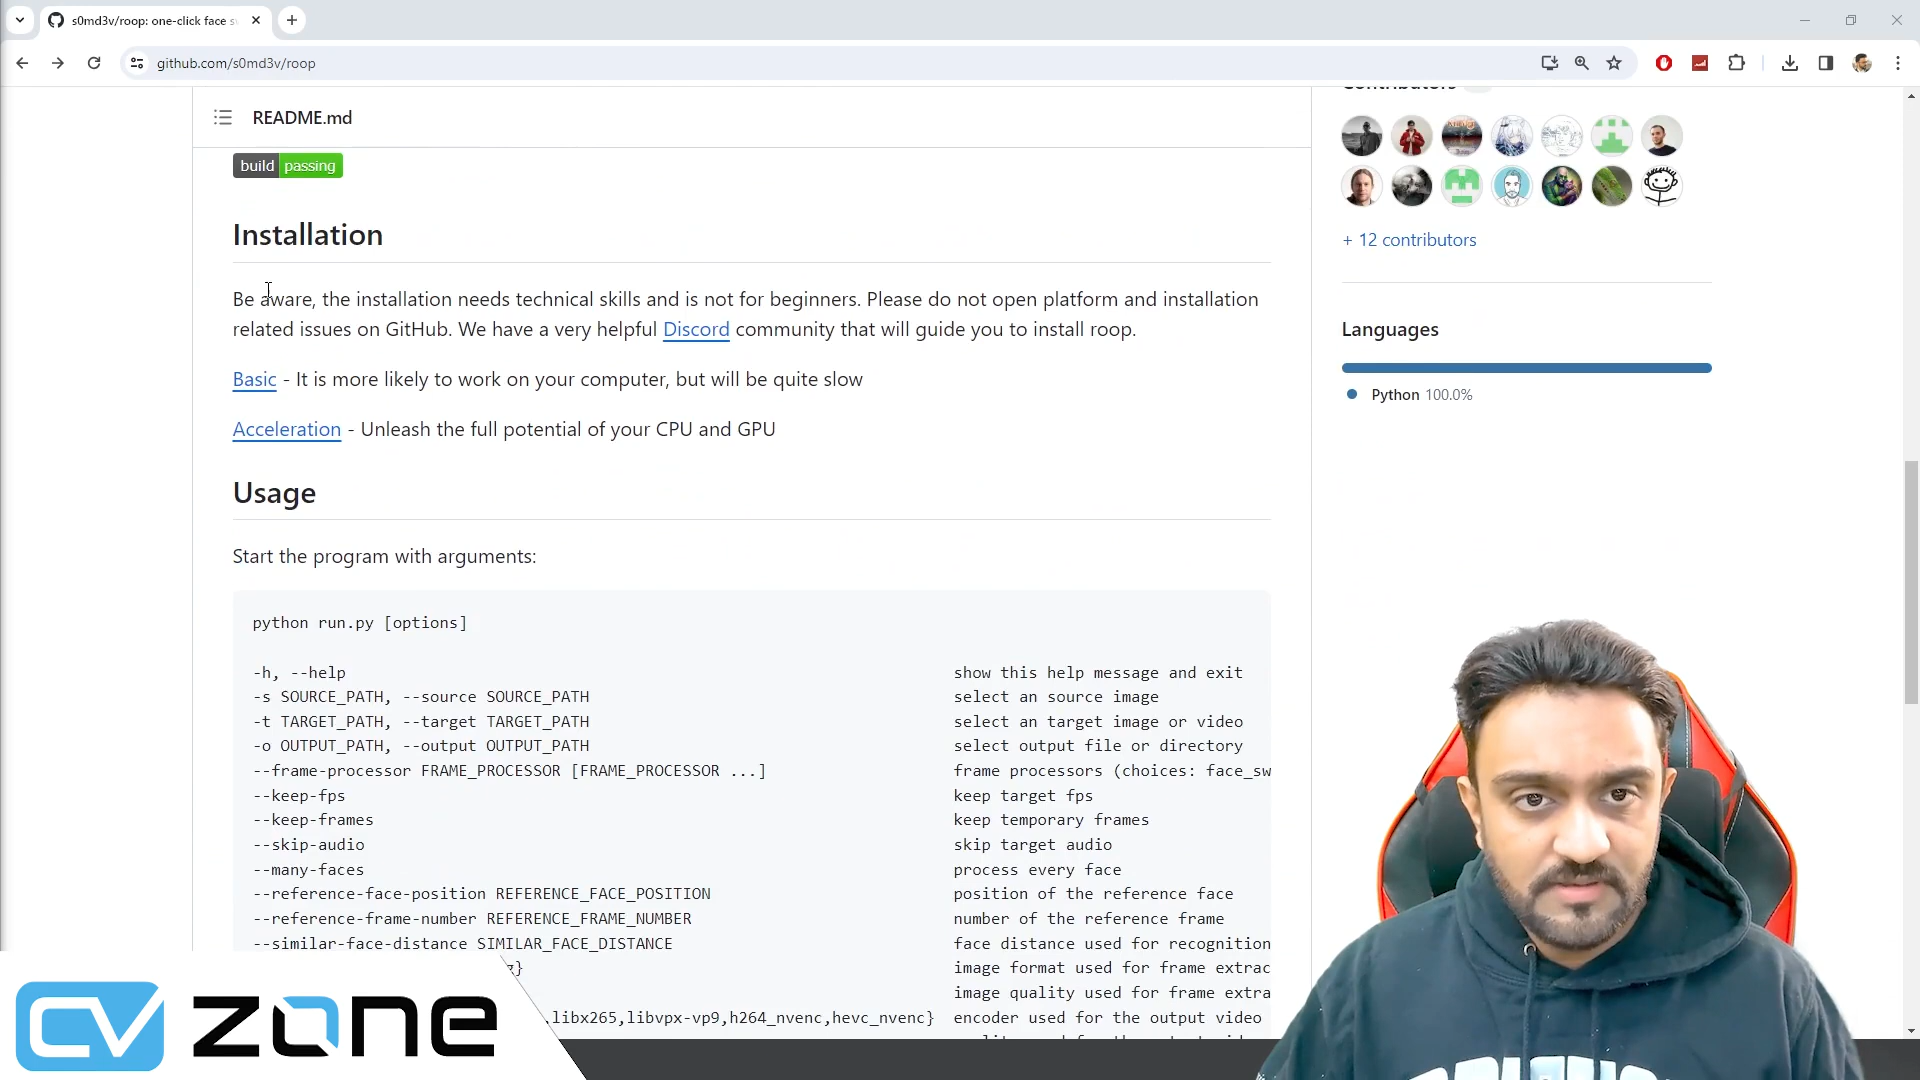 s0md3v/roop: one-click face s
github.com/s0md3v/roop
README.md
build passing
Installation
Be aware, the installation needs technical skills and is not for beginners. Please do not open platform and installation
related issues on GitHub. We have a very helpful Discord community that will guide you to install roop.
Basic - It is more likely to work on your computer, but will be quite slow
Acceleration - Unleash the full potential of your CPU and GPU
Usage
Start the program with arguments:
python run.py [options]
-h, --help show this help message and exit
-s SOURCE_PATH, --source SOURCE_PATH select an source image
-t TARGET_PATH, --target TARGET_PATH select an target image or video
-o OUTPUT_PATH, --output OUTPUT_PATH select output file or directory
--frame-processor FRAME_PROCESSOR [FRAME_PROCESSOR ...] frame processors (choices: face_sw
--keep-fps keep target fps
--keep-frames keep temporary frames
--skip-audio skip target audio
--many-faces process every face
--reference-face-position REFERENCE_FACE_POSITION position of the reference face
--reference-frame-number REFERENCE_FRAME_NUMBER number of the reference frame
--similar-face-distance SIMILAR_FACE_DISTANCE face distance used for recognition
g} image format used for frame extrac
image quality used for frame extra
,libx265,libvpx-vp9,h264_nvenc,hevc_nvenc} encoder used for the output video
Contributors
+ 12 contributors
Languages
Python 100.0%
CV ZONE